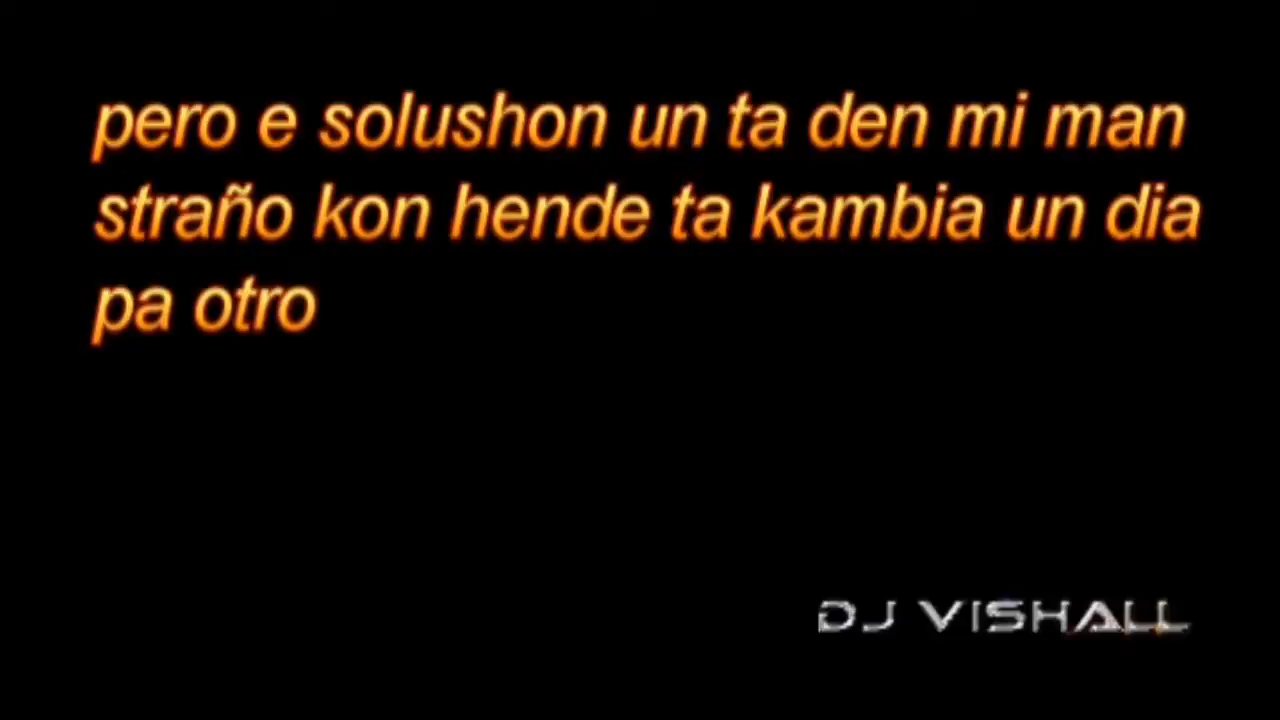 pero e solushon un ta den mi man
straño kon hende ta kambia un dia
pa otro
DJ VISHALL